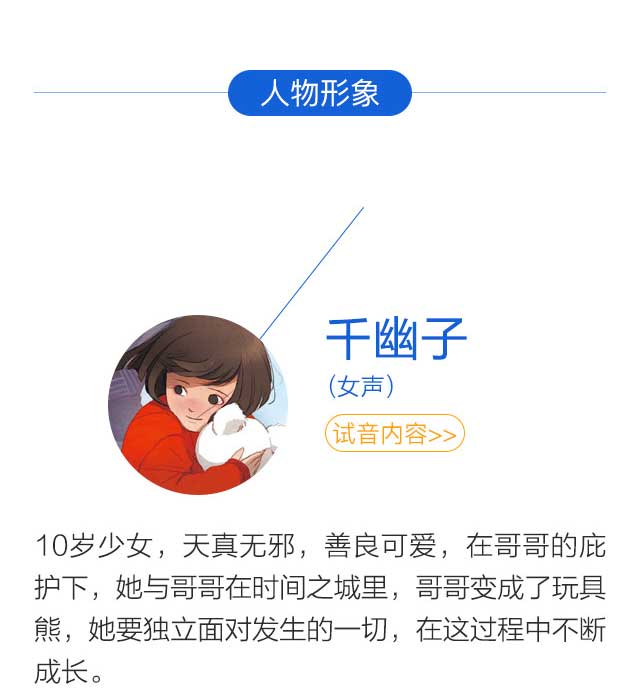 人物形象
千幽子
（女声）
试音内容>>
10岁少女，天真无邪，善良可爱，在哥哥的庇
护下，她与哥哥在时间之城里，哥哥变成了玩具
熊，她要独立面对发生的一切，在这过程中不断
成长。